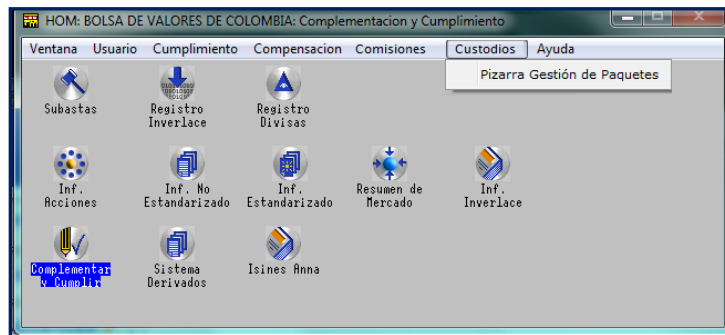 HOM: BOLSA DE VALORES DE COLOMBIA: Complementacion y Cumplimiento
Ventana Usuario Cumplimiento Compensacion Comisiones Custodios Ayuda
Pizarra Gestión de Paquetes
Subastas
Registro
Inverlace
Registro
Divisas
Inf.
Acciones
Inf. No
Estandarizado
Inf.
Estandarizado
Resumen de
Mercado
Inf.
Inverlace
Complementar
y Cumplir
Sistema
Derivados
Isines Anna